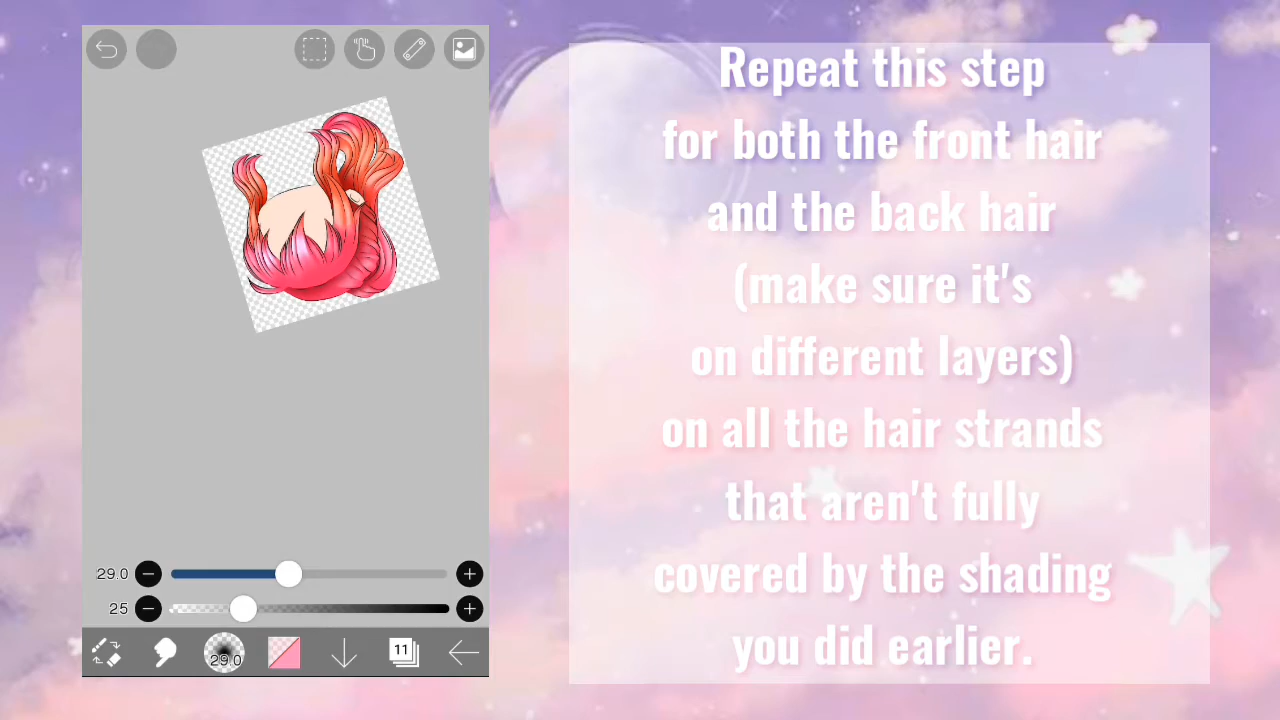 Repeat this step
for both the front hair
and the back hair
(make sure it's
on different layers)
on all the hair strands
that aren't fully
covered by the shading
you did earlier.
29.0
25
29.0
11